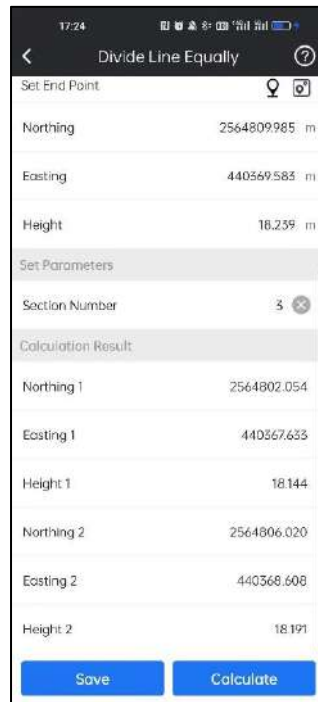 17:24
Divide Line Equally
Set End Point
Northing 2564809.985 m
Easting 440369.583 m
Height 18.239 m
Set Parameters
Section Number 3
Calculation Result
Northing 1 2564802.054
Easting 1 440367.633
Height 1 18.144
Northing 2 2564806.020
Easting 2 440368.608
Height 2 18.191
Save Calculate